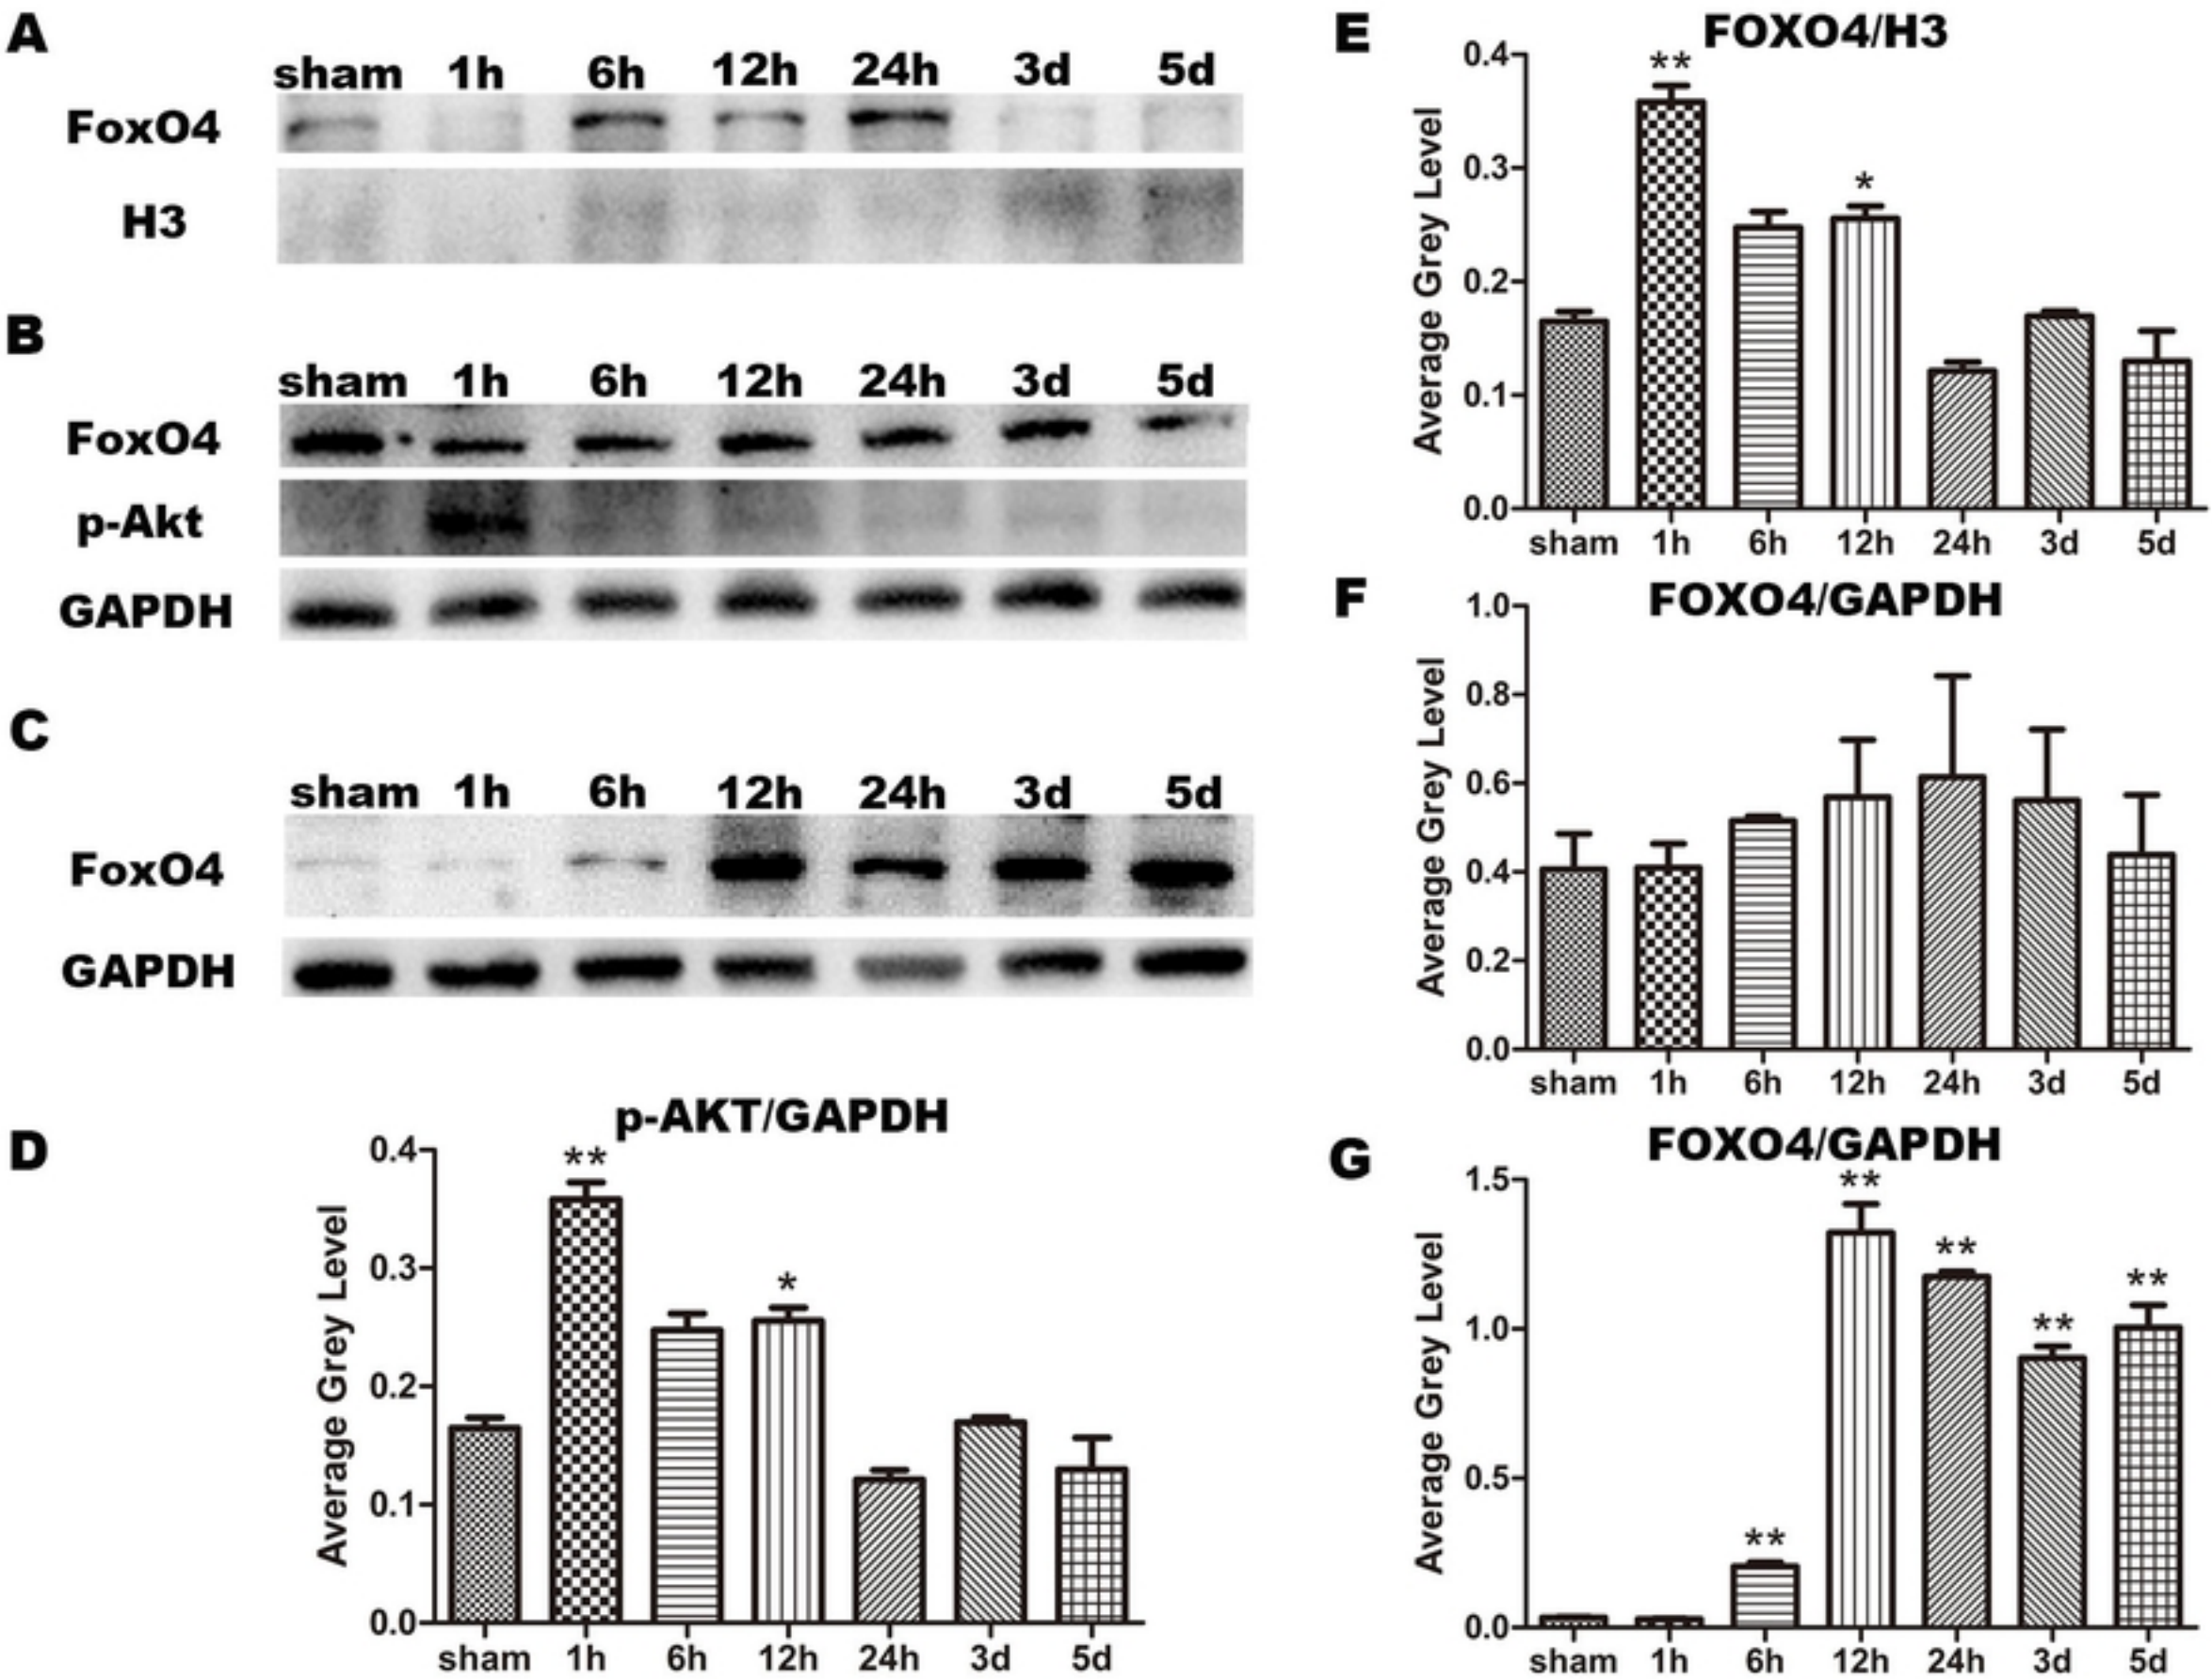 A
sham 1h 6h 12h 24h 3d 5d
FoxO4
H3
B
sham 1h 6h 12h 24h 3d 5d
FoxO4
p-Akt
GAPDH
C
sham 1h 6h 12h 24h 3d 5d
FoxO4
GAPDH
D
p-AKT/GAPDH
Average Grey Level
0.4
0.3
0.2
0.1
0.0
**
*
sham 1h 6h 12h 24h 3d 5d
E
FOXO4/H3
Average Grey Level
0.4
0.3
0.2
0.1
0.0
**
*
sham 1h 6h 12h 24h 3d 5d
F
FOXO4/GAPDH
Average Grey Level
1.0
0.8
0.6
0.4
0.2
0.0
sham 1h 6h 12h 24h 3d 5d
G
FOXO4/GAPDH
Average Grey Level
1.5
1.0
0.5
0.0
** ** ** ** **
sham 1h 6h 12h 24h 3d 5d